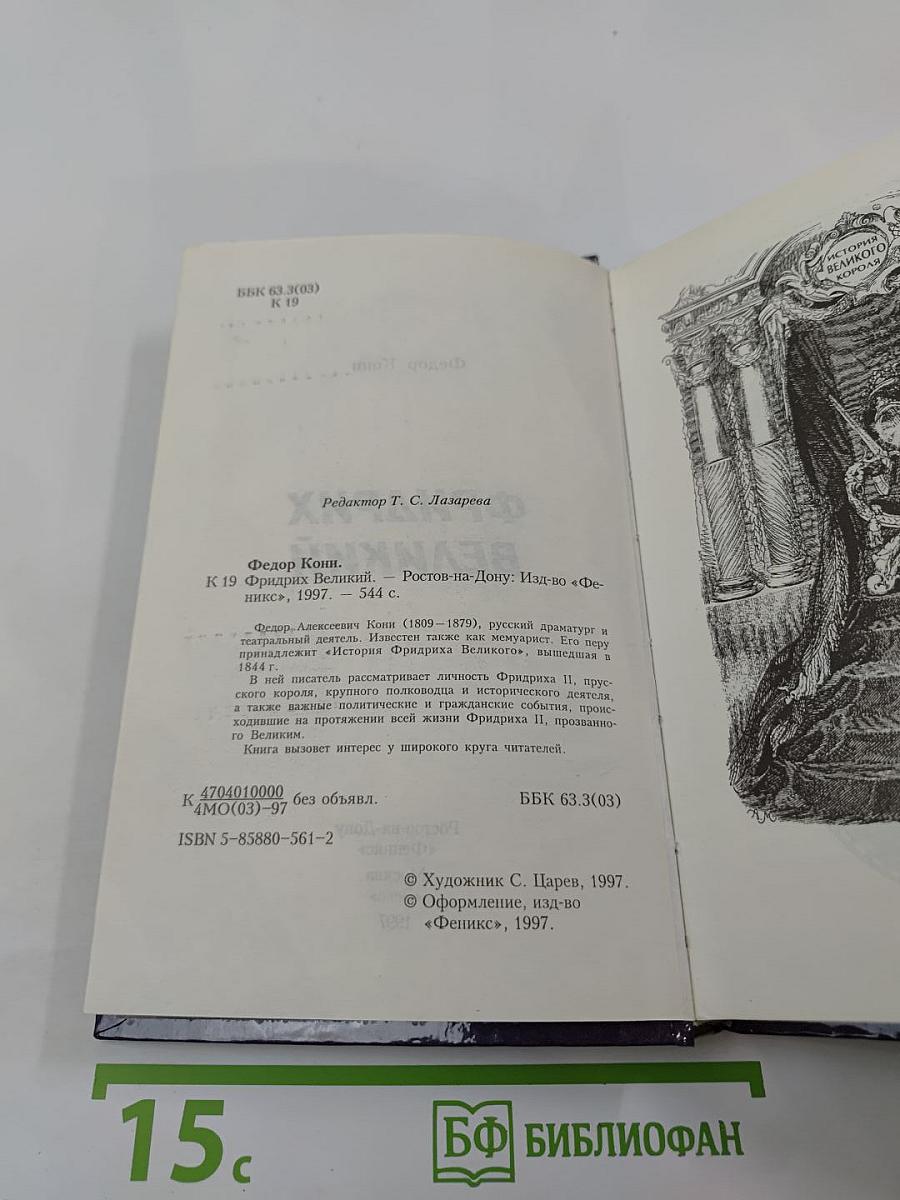 ББК 63.3(03)
К 19
Редактор Т. С. Лазарева
Федор Кони.
К 19 Фридрих Великий. — Ростов-на-Дону: Изд-во «Фе-
никс», 1997. — 544 с.
Федор Алексеевич Кони (1809—1879), русский драматург и
театральный деятель. Известен также как мемуарист. Его перу
принадлежит «История Фридриха Великого», вышедшая в
1844 г.
В ней писатель рассматривает личность Фридриха II, прус-
ского короля, крупного полководца и исторического деятеля,
а также важные политические и гражданские события, проис-
ходившие на протяжении всей жизни Фридриха II, прозванно-
го Великим.
Книга вызовет интерес у широкого круга читателей.
К 4704010000
4МО(03)-97 без объявл.
ББК 63.3(03)
ISBN 5-85880-561-2
© Художник С. Царев, 1997.
© Оформление, изд-во
«Феникс», 1997.
ИСТОРИЯ
ВЕЛИКОГО
КОРОЛЯ
АМ
15 с
БФ БИБЛИОФАН